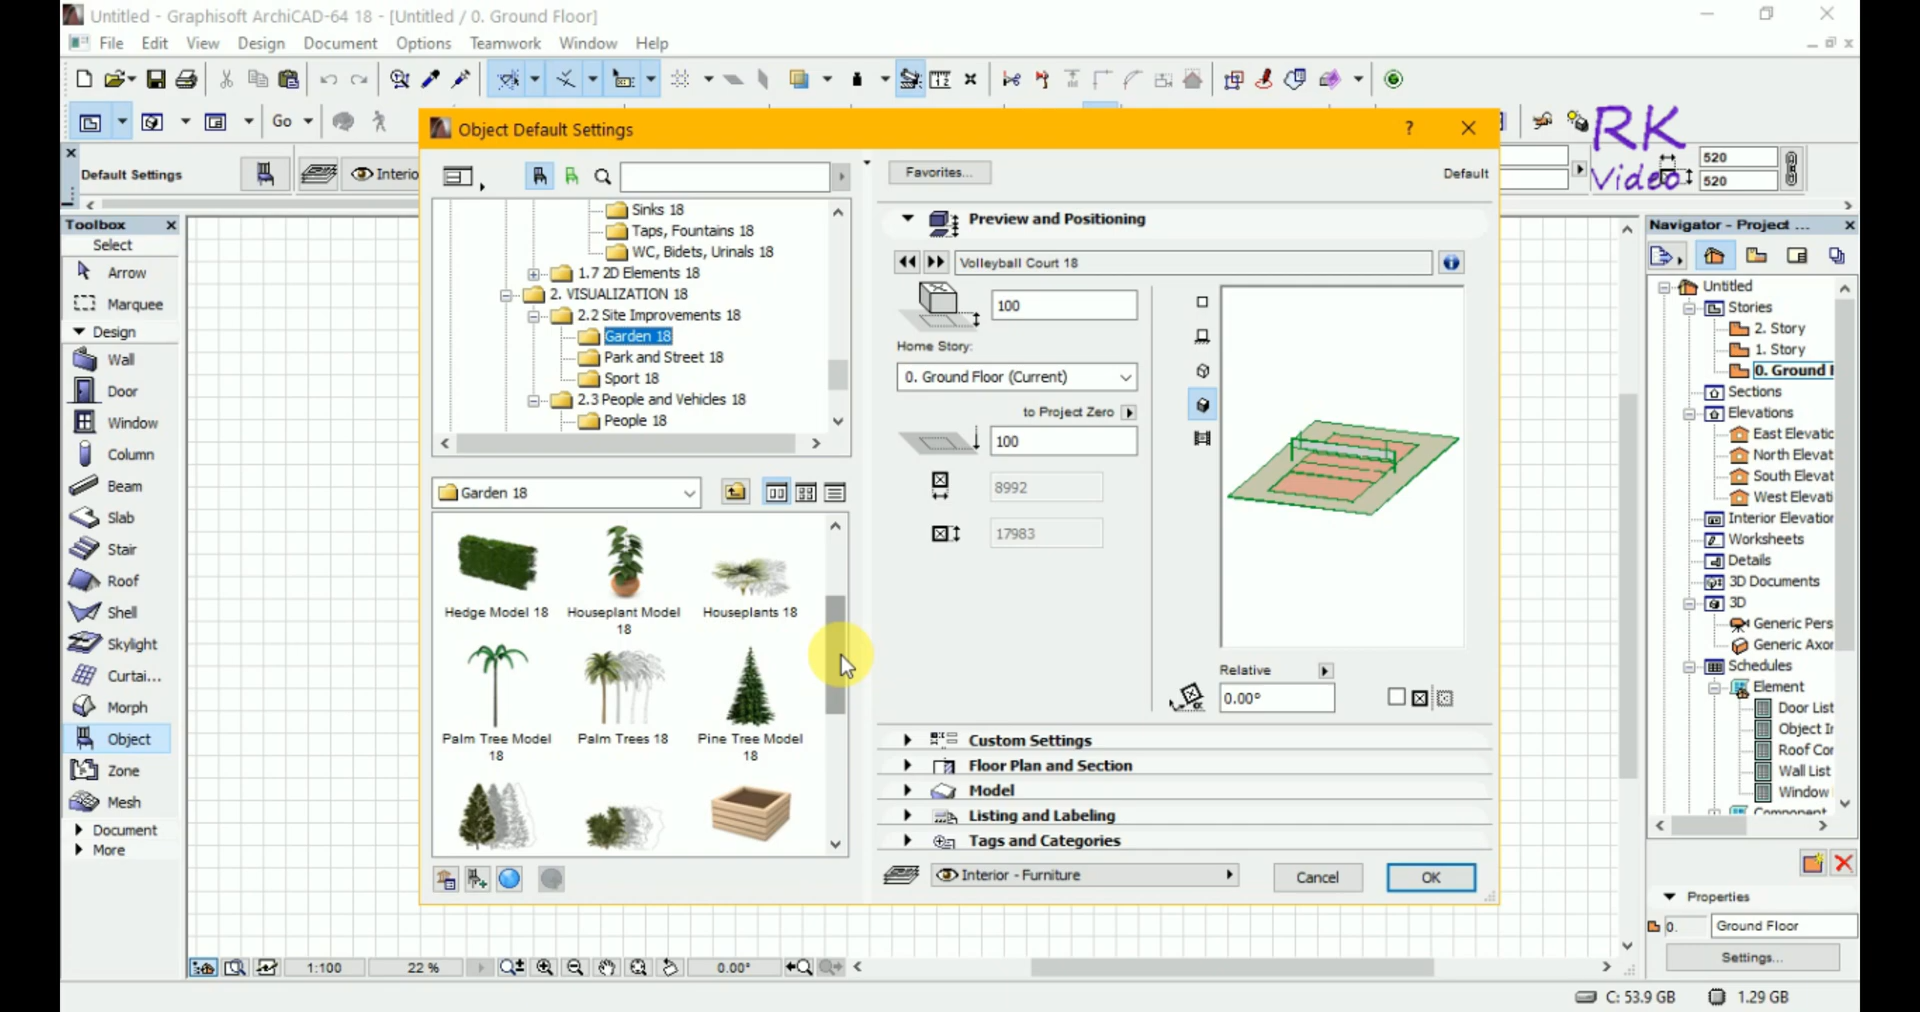 Untitled - Graphisoft ArchiCAD-64 18 - [Untitled / 0. Ground Floor]
File Edit View Design Document Options Teamwork Window Help
Go
Object Default Settings
RK
Video
Default Settings
Interio
520
520
Favorites...
Default
Toolbox
Select
Arrow
Marquee
Design
Wall
Door
Window
Column
Beam
Slab
Stair
Roof
Shell
Skylight
Curtai...
Morph
Object
Zone
Mesh
Document
More
Sinks 18
Taps, Fountains 18
WC, Bidets, Urinals 18
1.7 2D Elements 18
2. VISUALIZATION 18
2.2 Site Improvements 18
Garden 18
Park and Street 18
Sport 18
2.3 People and Vehicles 18
People 18
Garden 18
Hedge Model 18
Houseplant Model 18
Houseplants 18
Palm Tree Model 18
Palm Trees 18
Pine Tree Model 18
Preview and Positioning
Volleyball Court 18
100
Home Story:
0. Ground Floor (Current)
to Project Zero
100
8992
17983
Relative
0.00°
Custom Settings
Floor Plan and Section
Model
Listing and Labeling
Tags and Categories
Interior - Furniture
Cancel
OK
Navigator - Project ...
Untitled
Stories
2. Story
1. Story
0. Ground F
Sections
Elevations
East Elevatic
North Elevat
South Elevat
West Elevati
Interior Elevation
Worksheets
Details
3D Documents
3D
Generic Pers
Generic Axor
Schedules
Element
Door List
Object Ir
Roof Cor
Wall List
Window
Component
Properties
0.
Ground Floor
Settings...
1:100
22 %
0.00°
C: 53.9 GB
1.29 GB